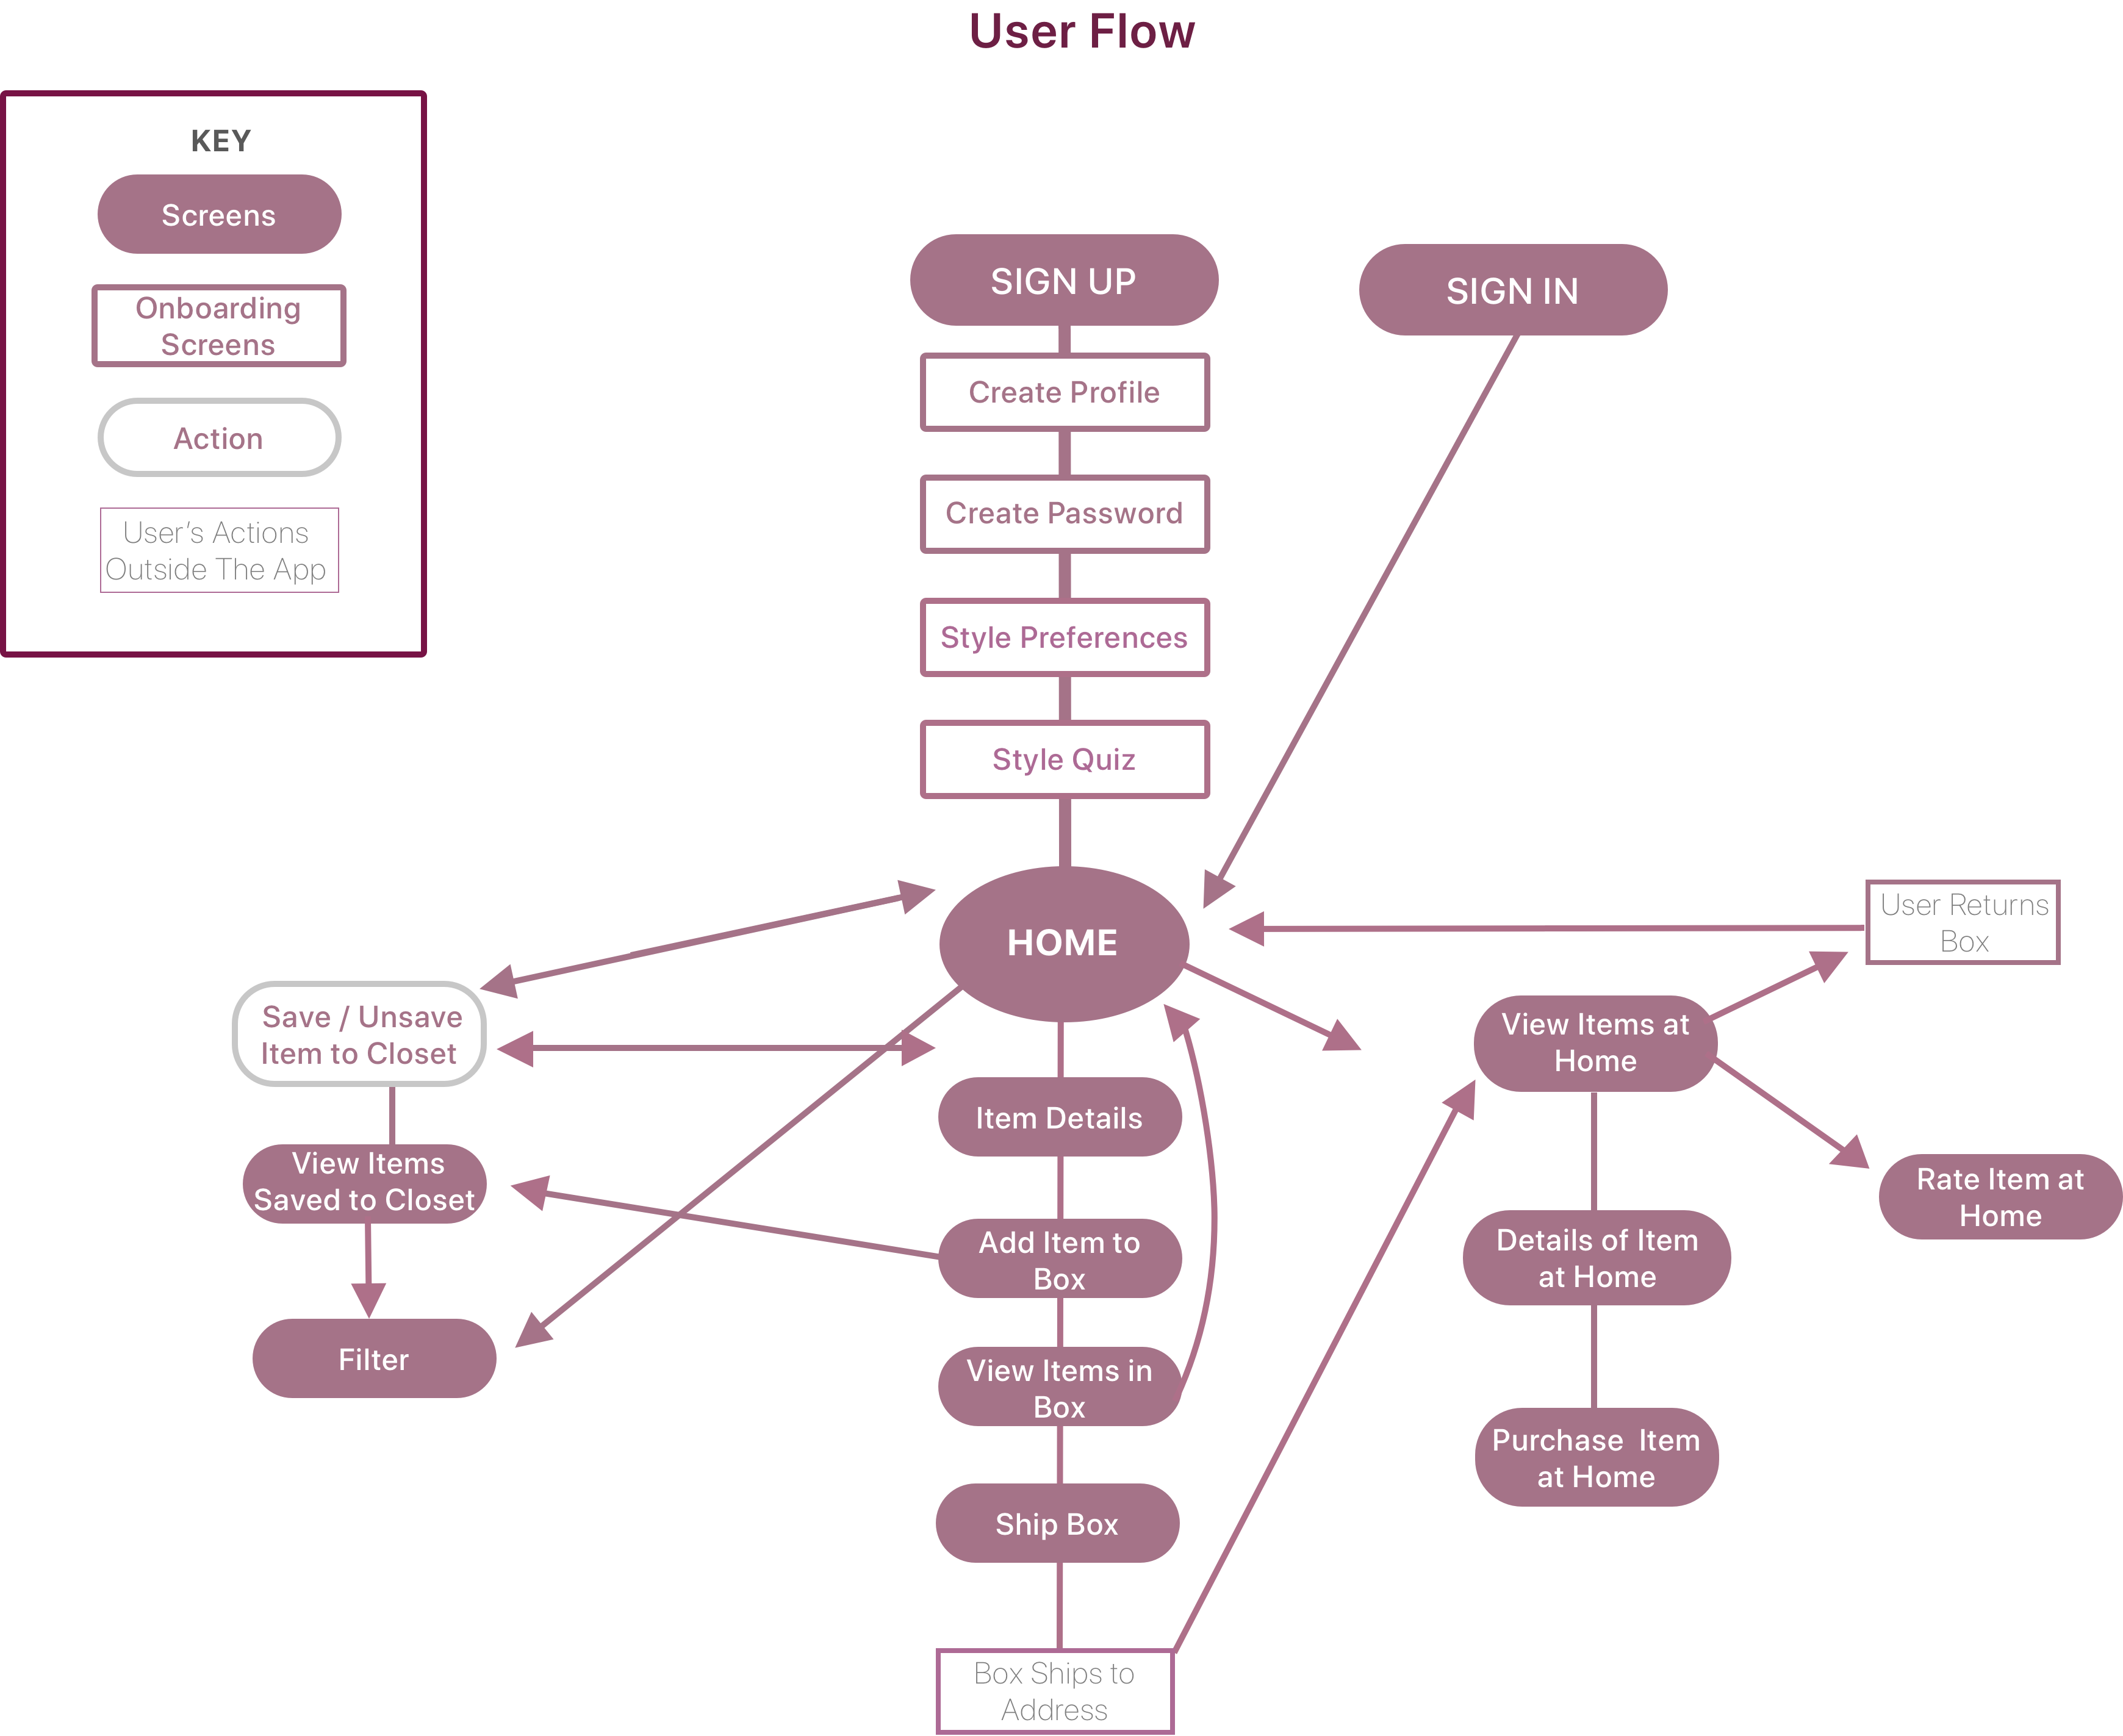 User Flow
KEY
Screens
Onboarding
Screens
Action
User's Actions
Outside The App
SIGN UP
SIGN IN
Create Profile
Create Password
Style Preferences
Style Quiz
HOME
User Returns
Box
Save / Unsave
Item to Closet
View Items at
Home
Item Details
View Items
Saved to Closet
Rate Item at
Home
Add Item to
Box
Details of Item
at Home
Filter
View Items in
Box
Purchase  Item
at Home
Ship Box
Box Ships to
Address